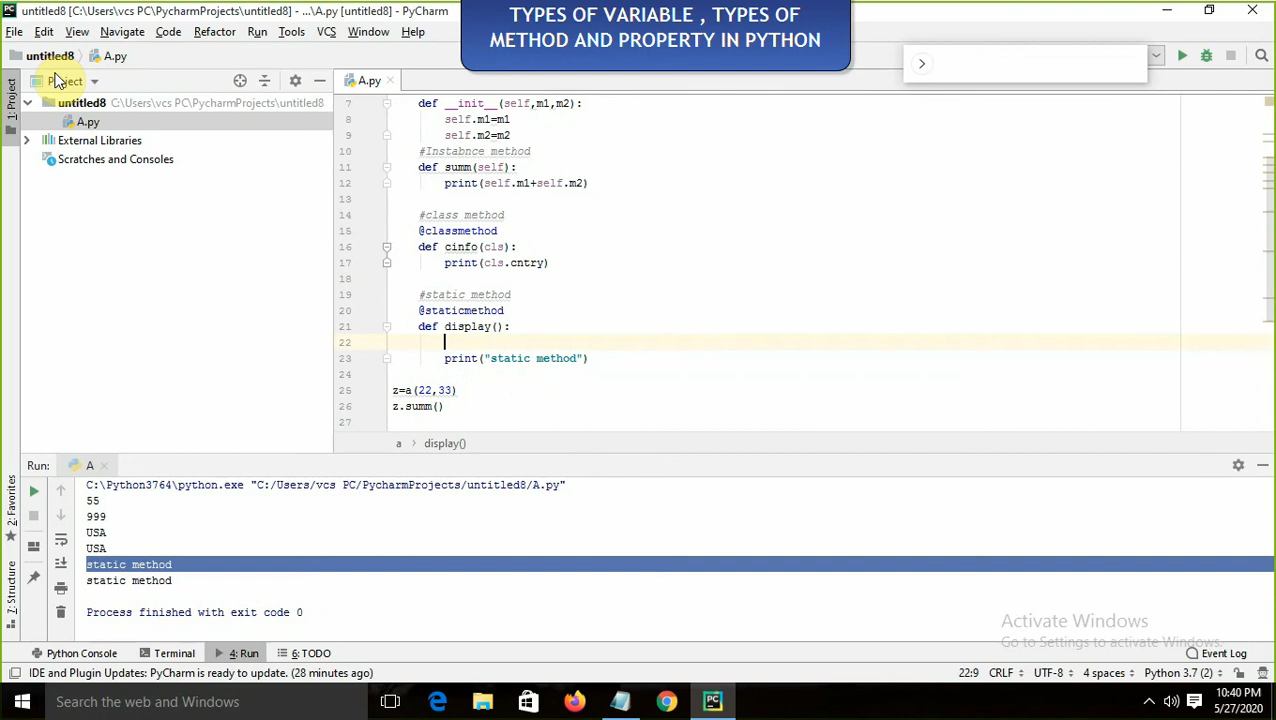 untitled8 [C:\Users\vcs PC\PycharmProjects\untitled8] - ...\A.py - PyCharm
TYPES OF VARIABLE , TYPES OF
METHOD AND PROPERTY IN PYTHON
File Edit View Navigate Code Refactor Run Tools VCS Window Help
untitled8 A.py
1: Project
Project
A.py
untitled8 C:\Users\vcs PC\PycharmProjects\untitled8
A.py
External Libraries
Scratches and Consoles
7 def __init__(self,m1,m2):
8 self.m1=m1
9 self.m2=m2
10 #Instabnce method
11 def summ(self):
12 print(self.m1+self.m2)
13
14 #class method
15 @classmethod
16 def cinfo(cls):
17 print(cls.cntry)
18
19 #static method
20 @staticmethod
21 def display():
22
23 print("static method")
24
25 z=a(22,33)
26 z.summ()
27
a > display()
Run: A
2: Favorites
7: Structure
C:\Python3764\python.exe "C:/Users/vcs PC/PycharmProjects/untitled8/A.py"
55
999
USA
USA
static method
static method
Process finished with exit code 0
Activate Windows
Go to Settings to activate Windows.
Python Console Terminal 4: Run 6: TODO Event Log
IDE and Plugin Updates: PyCharm is ready to update. (28 minutes ago) 22:9 CRLF UTF-8 4 spaces Python 3.7 (2)
Search the web and Windows
10:40 PM
5/27/2020